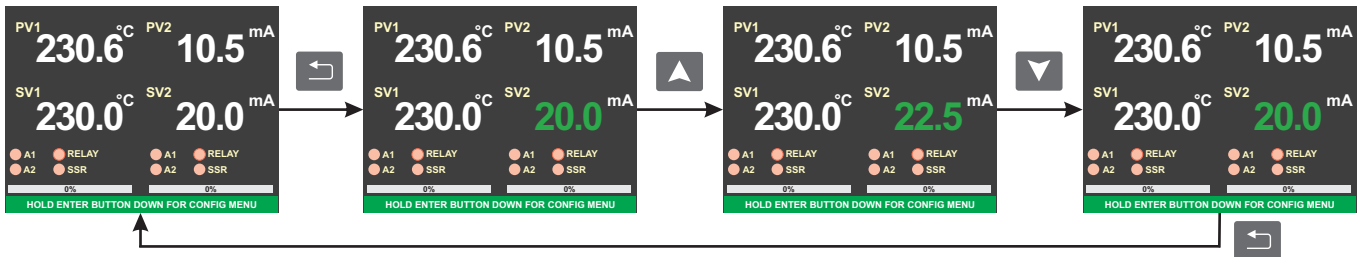 PV1 230.6 °C PV2 10.5 mA
SV1 230.0 °C SV2 20.0 mA
A1 RELAY A1 RELAY
A2 SSR A2 SSR
0% 0%
HOLD ENTER BUTTON DOWN FOR CONFIG MENU
PV1 230.6 °C PV2 10.5 mA
SV1 230.0 °C SV2 20.0 mA
A1 RELAY A1 RELAY
A2 SSR A2 SSR
0% 0%
HOLD ENTER BUTTON DOWN FOR CONFIG MENU
PV1 230.6 °C PV2 10.5 mA
SV1 230.0 °C SV2 22.5 mA
A1 RELAY A1 RELAY
A2 SSR A2 SSR
0% 0%
HOLD ENTER BUTTON DOWN FOR CONFIG MENU
PV1 230.6 °C PV2 10.5 mA
SV1 230.0 °C SV2 20.0 mA
A1 RELAY A1 RELAY
A2 SSR A2 SSR
0% 0%
HOLD ENTER BUTTON DOWN FOR CONFIG MENU